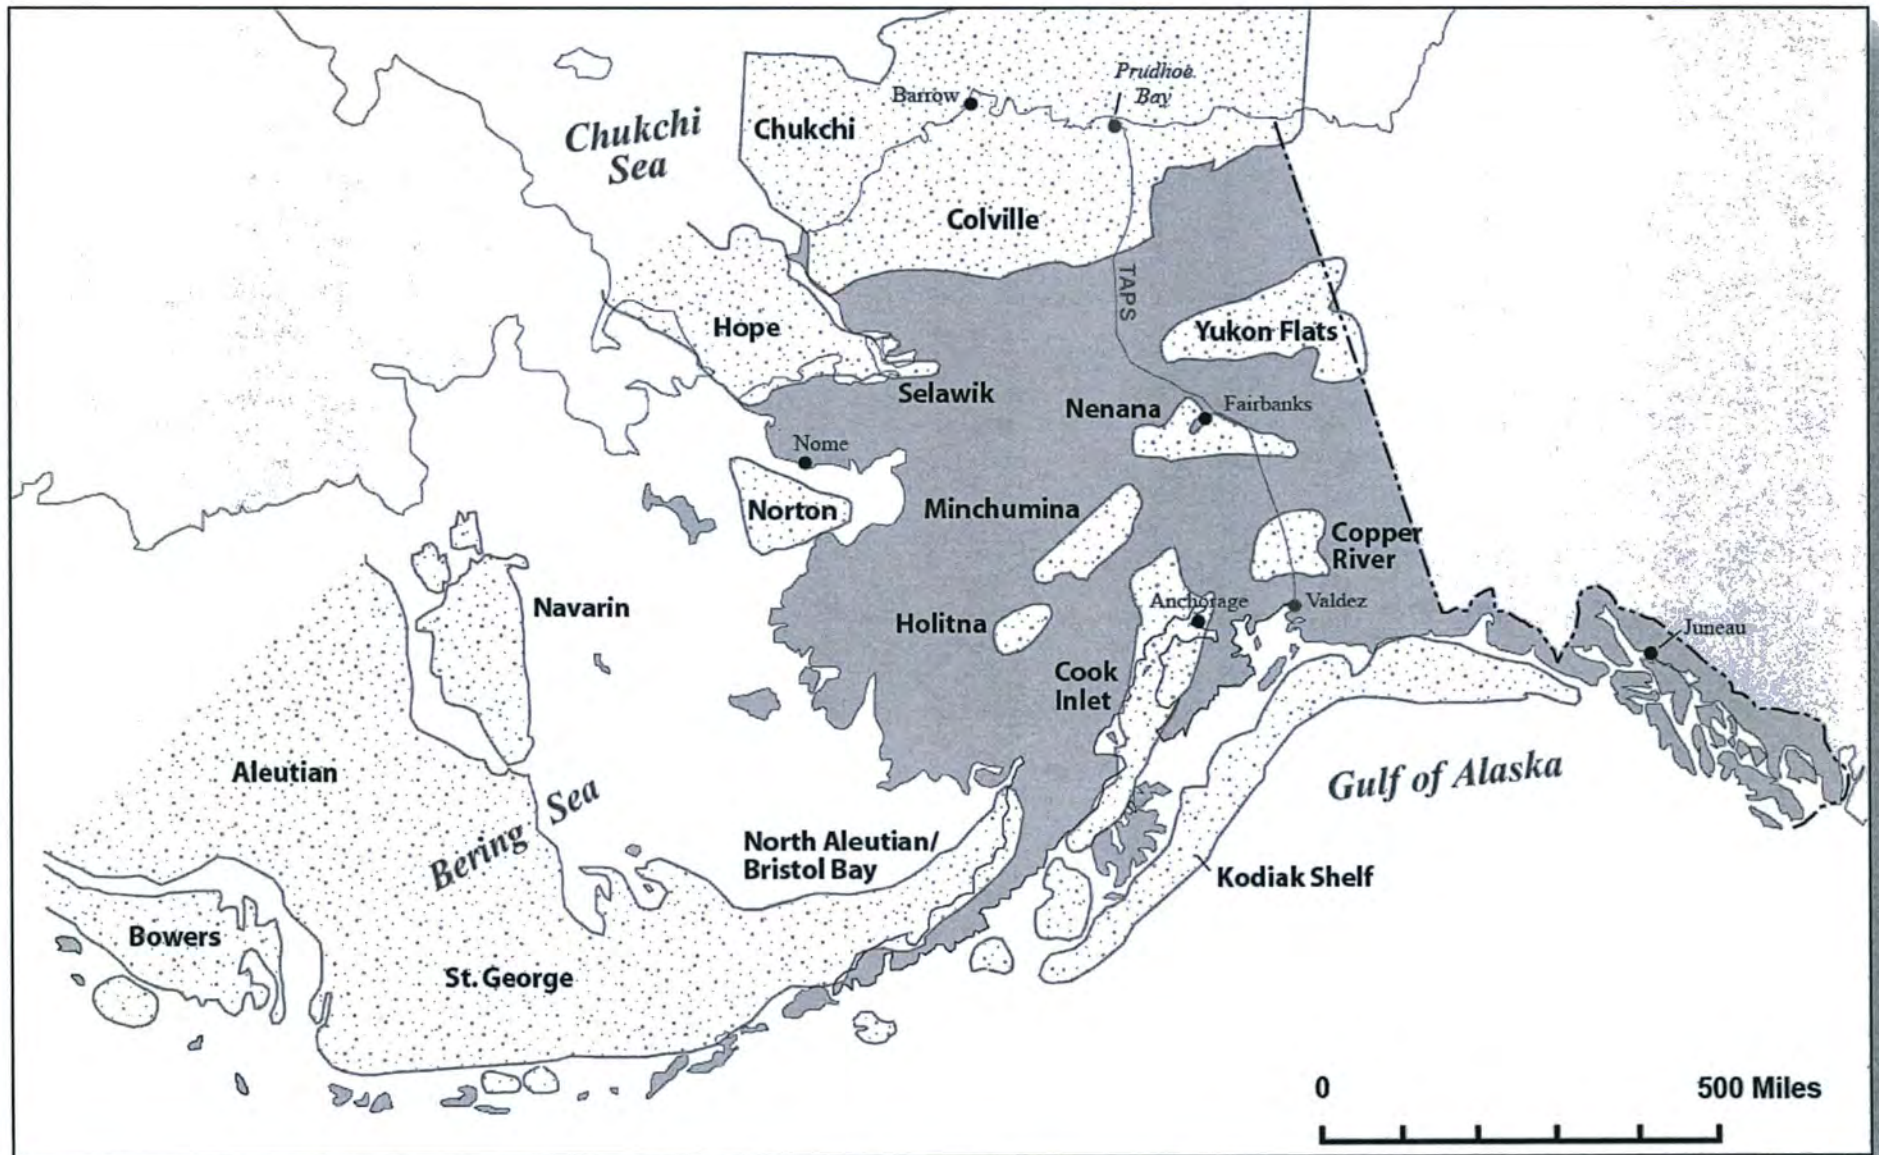 Prudhoe
Bay
Barrow
Chukchi
Sea
Chukchi
Colville
TAPS
Hope
Yukon Flats
Selawik
Nenana
Fairbanks
Nome
Norton
Minchumina
Copper
River
Navarin
Holitna
Anchorage
Valdez
Juneau
Cook
Inlet
Aleutian
Bering Sea
Gulf of Alaska
North Aleutian/
Bristol Bay
Kodiak Shelf
Bowers
St. George
0
500 Miles